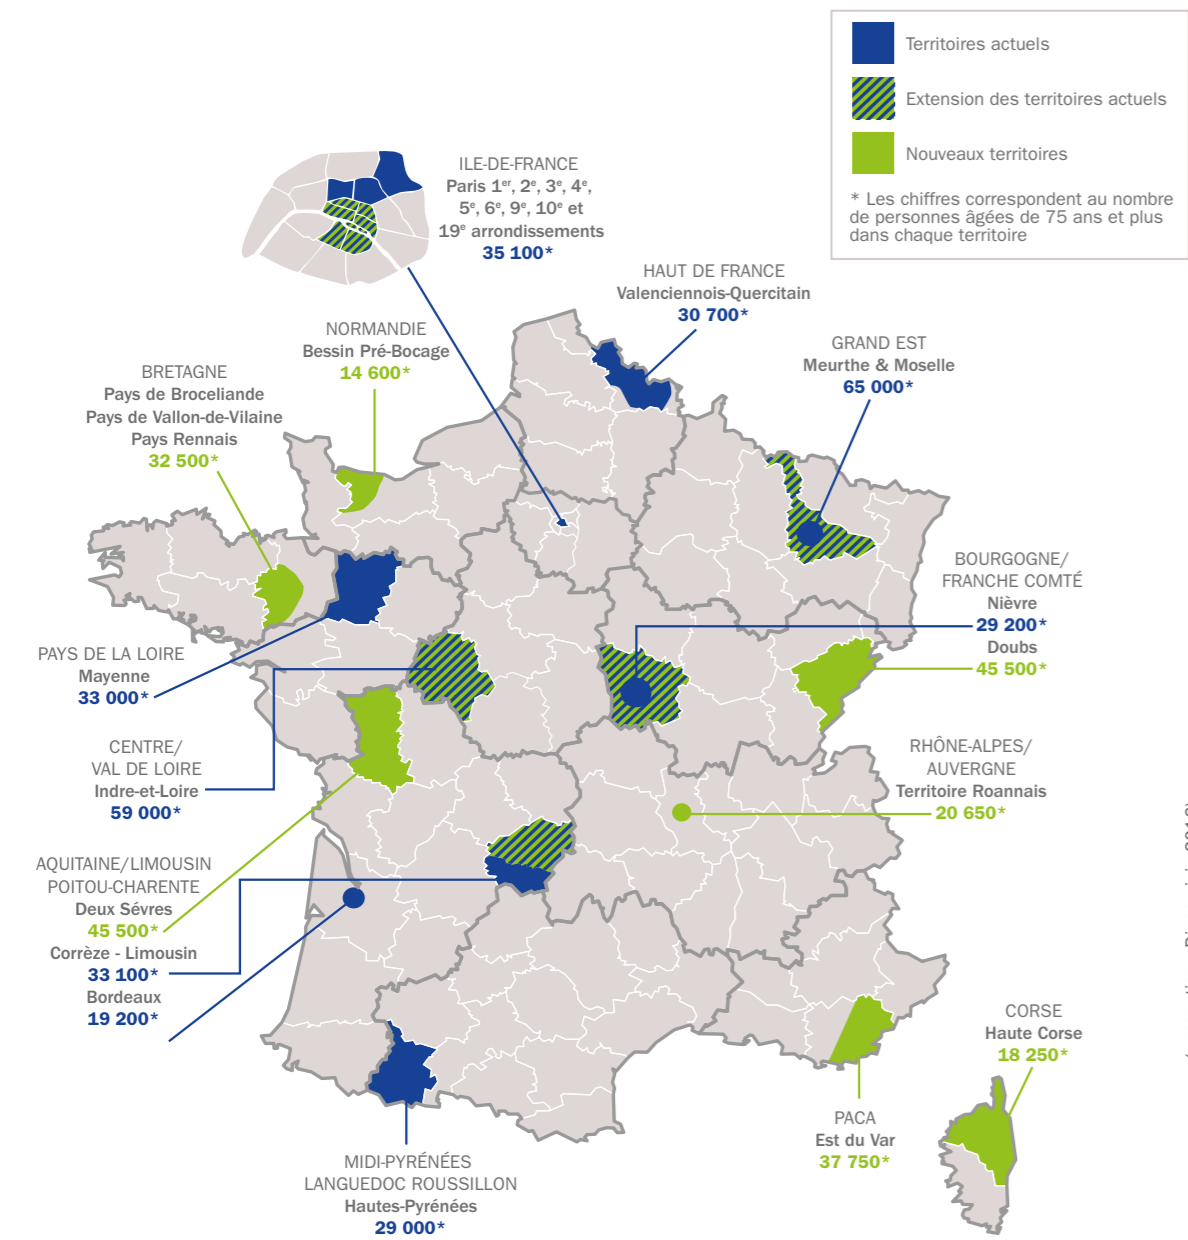 Territoires actuels
Extension des territoires actuels
Nouveaux territoires
* Les chiffres correspondent au nombre
de personnes âgées de 75 ans et plus
dans chaque territoire
ILE-DE-FRANCE
Paris 1er, 2e, 3e, 4e,
5e, 6e, 9e, 10e et
19e arrondissements
35 100*
HAUT DE FRANCE
Valenciennois-Quercitain
30 700*
NORMANDIE
Bessin Pré-Bocage
14 600*
GRAND EST
Meurthe & Moselle
65 000*
BRETAGNE
Pays de Broceliande
Pays de Vallon-de-Vilaine
Pays Rennais
32 500*
BOURGOGNE/
FRANCHE COMTÉ
Nièvre
29 200*
Doubs
45 500*
PAYS DE LA LOIRE
Mayenne
33 000*
CENTRE/
VAL DE LOIRE
Indre-et-Loire
59 000*
RHÔNE-ALPES/
AUVERGNE
Territoire Roannais
20 650*
AQUITAINE/LIMOUSIN
POITOU-CHARENTE
Deux Sévres
45 500*
Corrèze - Limousin
33 100*
Bordeaux
19 200*
CORSE
Haute Corse
18 250*
PACA
Est du Var
37 750*
MIDI-PYRÉNÉES
LANGUEDOC ROUSSILLON
Hautes-Pyrénées
29 000*